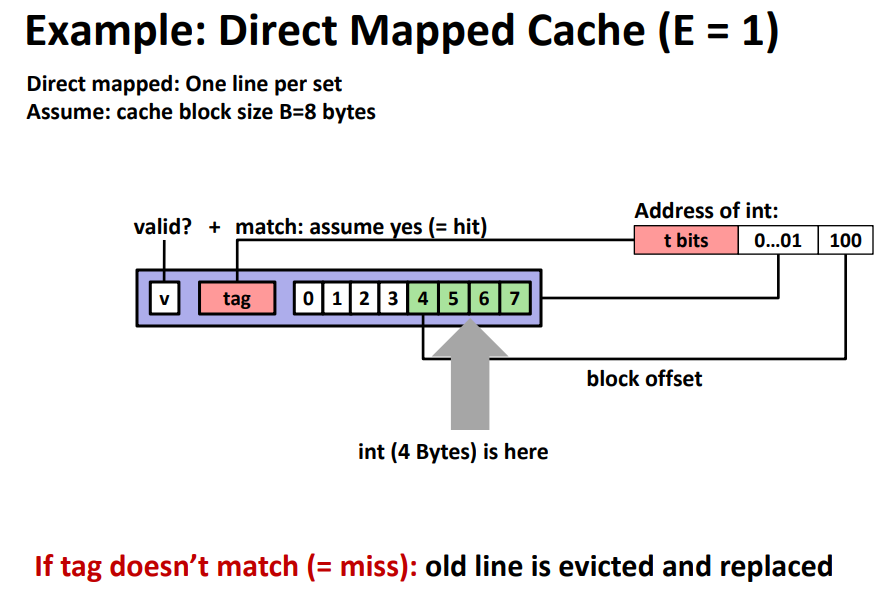 Example: Direct Mapped Cache (E = 1)
Direct mapped: One line per set
Assume: cache block size B=8 bytes
Address of int:
t bits 0...01 100
valid? + match: assume yes (= hit)
v tag 0 1 2 3 4 5 6 7
block offset
int (4 Bytes) is here
If tag doesn’t match (= miss): old line is evicted and replaced